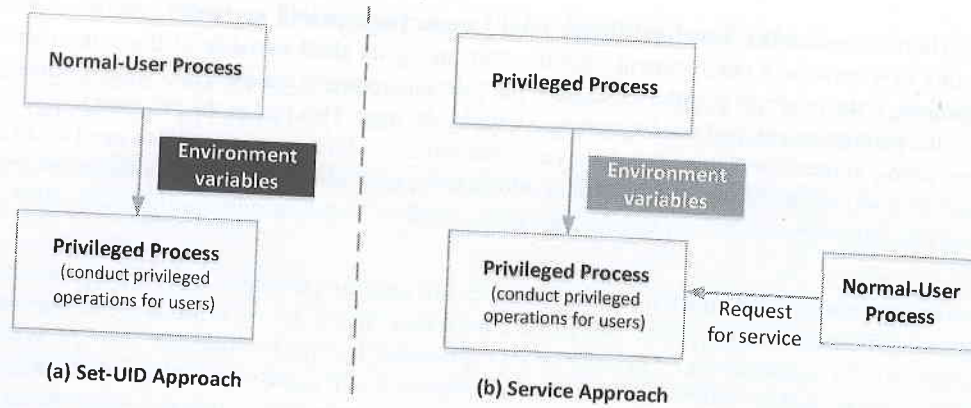 Normal-User Process
Environment
variables
Privileged Process
(conduct privileged
operations for users)
(a) Set-UID Approach
Privileged Process
Environment
variables
Privileged Process
(conduct privileged
operations for users)
Request
for service
Normal-User
Process
(b) Service Approach